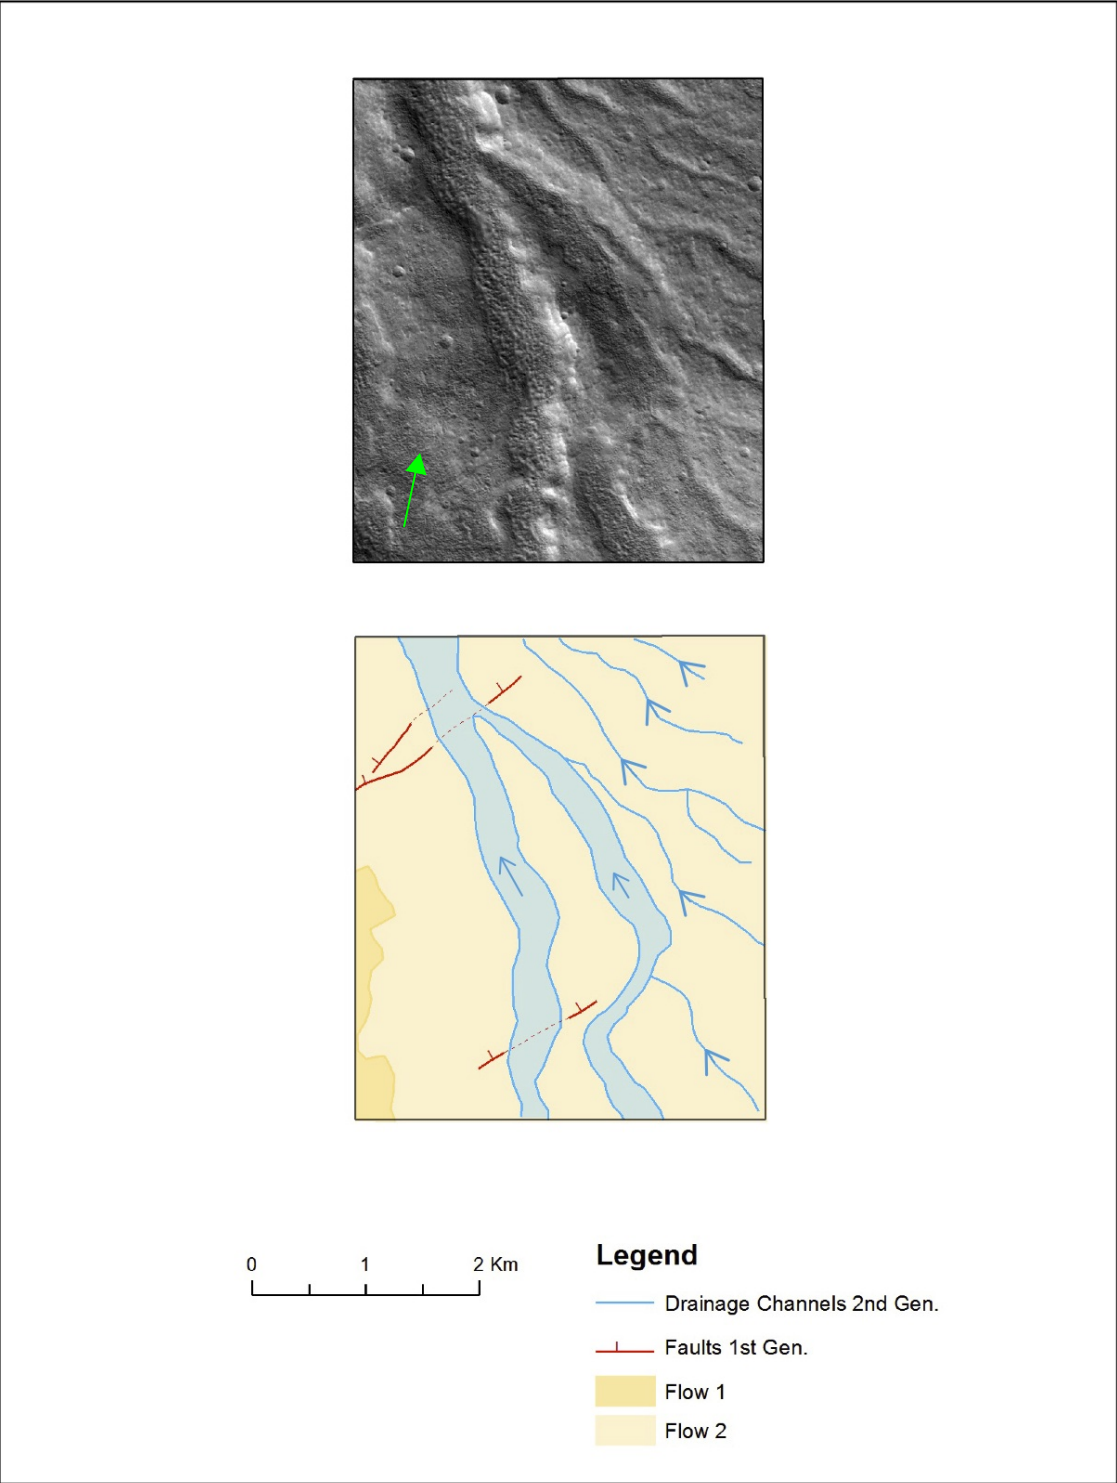 0 1 2 Km
Legend
Drainage Channels 2nd Gen.
Faults 1st Gen.
Flow 1
Flow 2